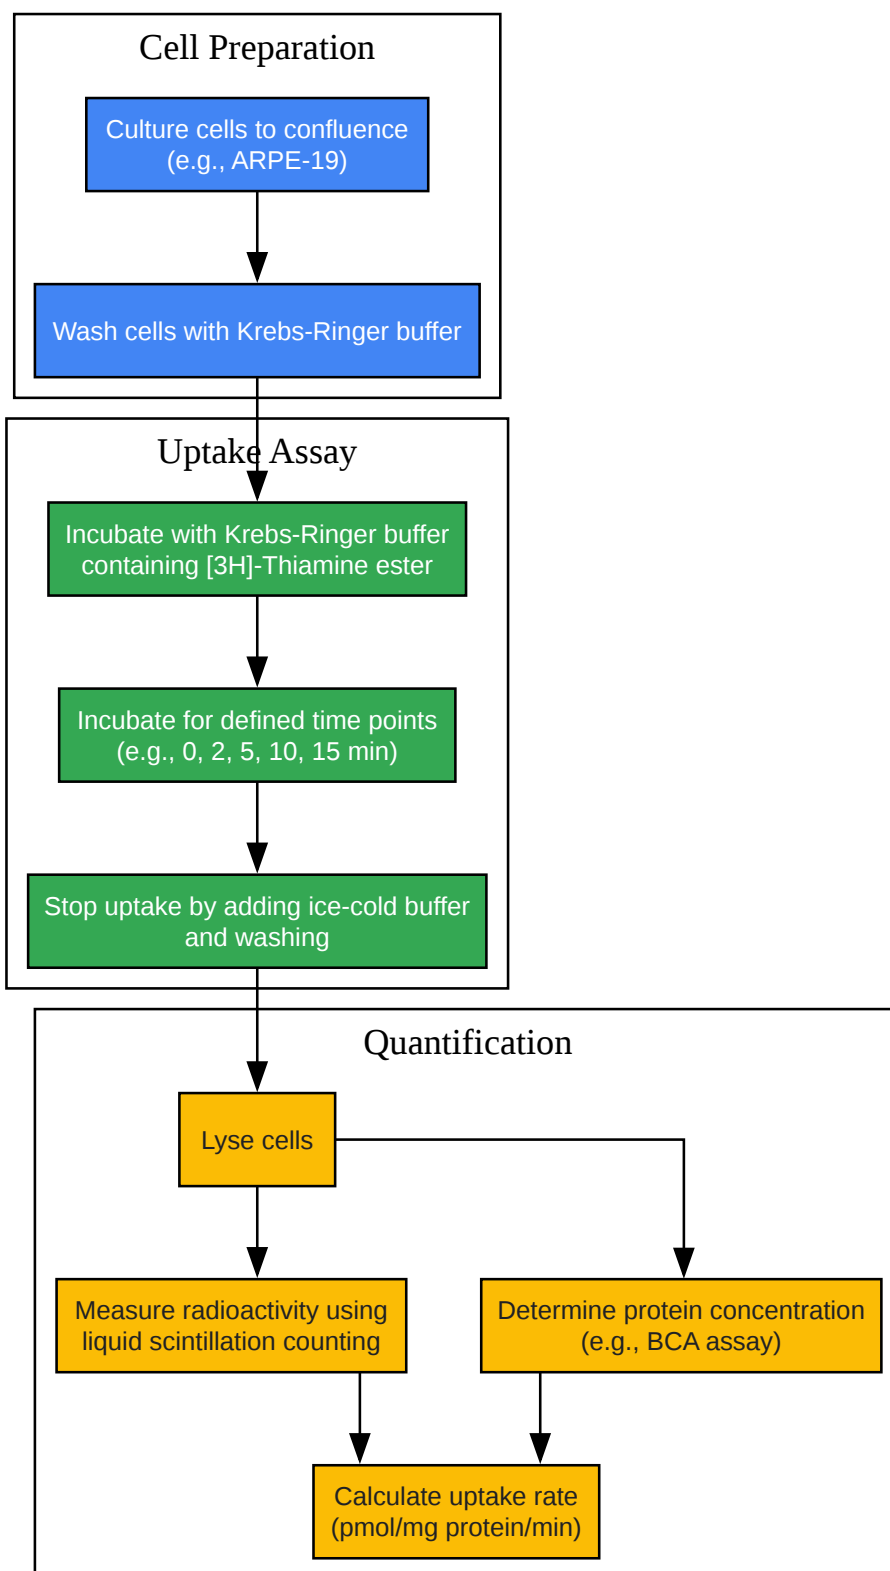 Cell Preparation
Culture cells to confluence
(e.g., ARPE-19)
Wash cells with Krebs-Ringer buffer
Uptake Assay
Incubate with Krebs-Ringer buffer
containing [3H]-Thiamine ester
Incubate for defined time points
(e.g., 0, 2, 5, 10, 15 min)
Stop uptake by adding ice-cold buffer
and washing
Quantification
Lyse cells
Measure radioactivity using
liquid scintillation counting
Determine protein concentration
(e.g., BCA assay)
Calculate uptake rate
(pmol/mg protein/min)